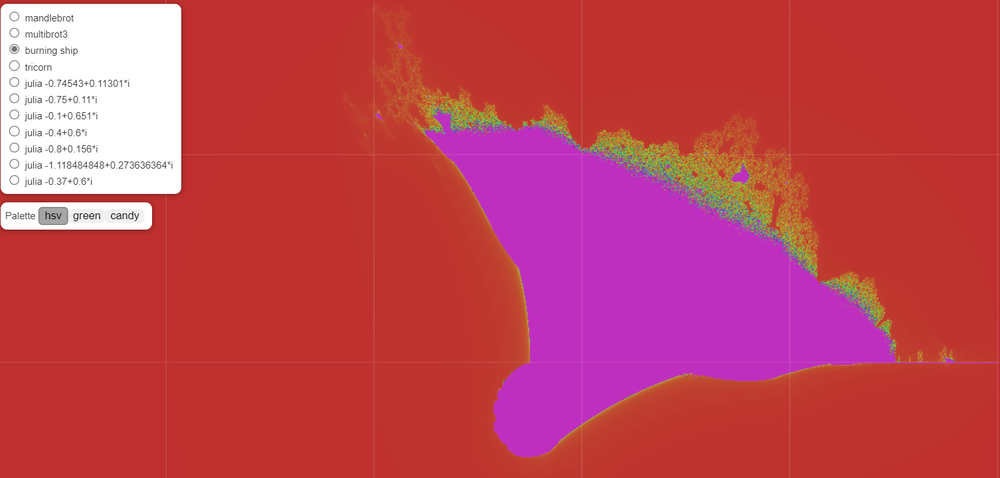 mandlebrot
multibrot3
burning ship
tricorn
julia -0.74543+0.11301*i
julia -0.75+0.11*i
julia -0.1+0.651*i
julia -0.4+0.6*i
julia -0.8+0.156*i
julia -1.118484848+0.273636364*i
julia -0.37+0.6*i
Palette hsv green candy